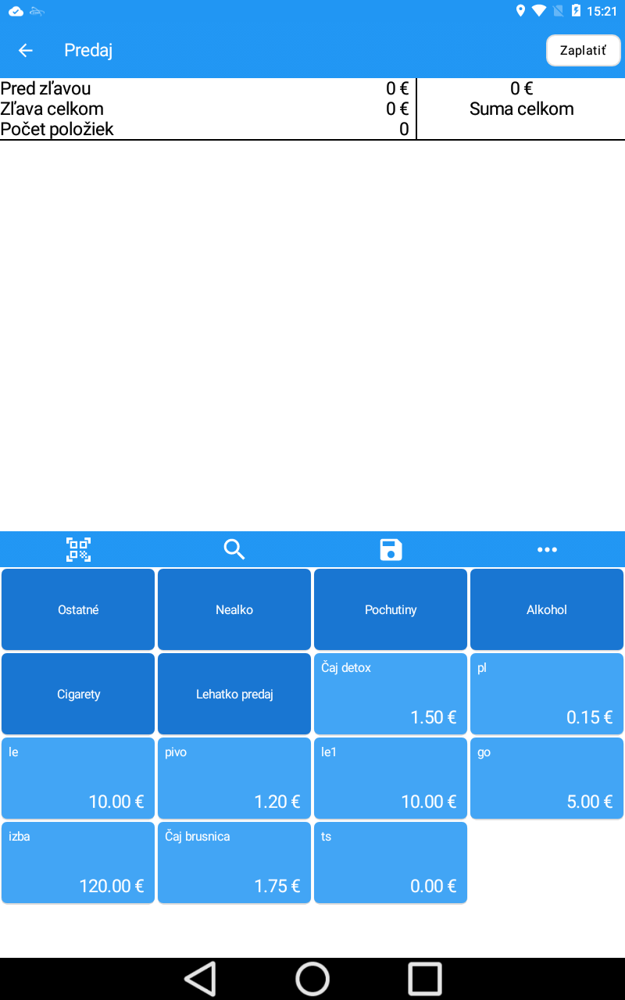 15:21
Predaj
Zaplatiť
Pred zľavou 0 €
Zľava celkom 0 €
Počet položiek 0
0 €
Suma celkom
Ostatné
Nealko
Pochutiny
Alkohol
Cigarety
Lehatko predaj
Čaj detox
1.50 €
pl
0.15 €
le
10.00 €
pivo
1.20 €
le1
10.00 €
go
5.00 €
izba
120.00 €
Čaj brusnica
1.75 €
ts
0.00 €